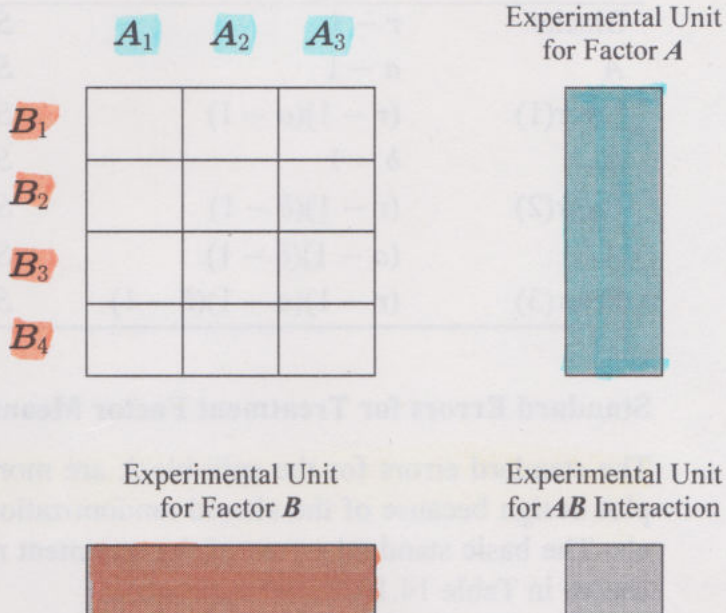 Experimental Unit
for Factor A
A1 A2 A3
B1
B2
B3
B4
Experimental Unit
for Factor B
Experimental Unit
for AB Interaction